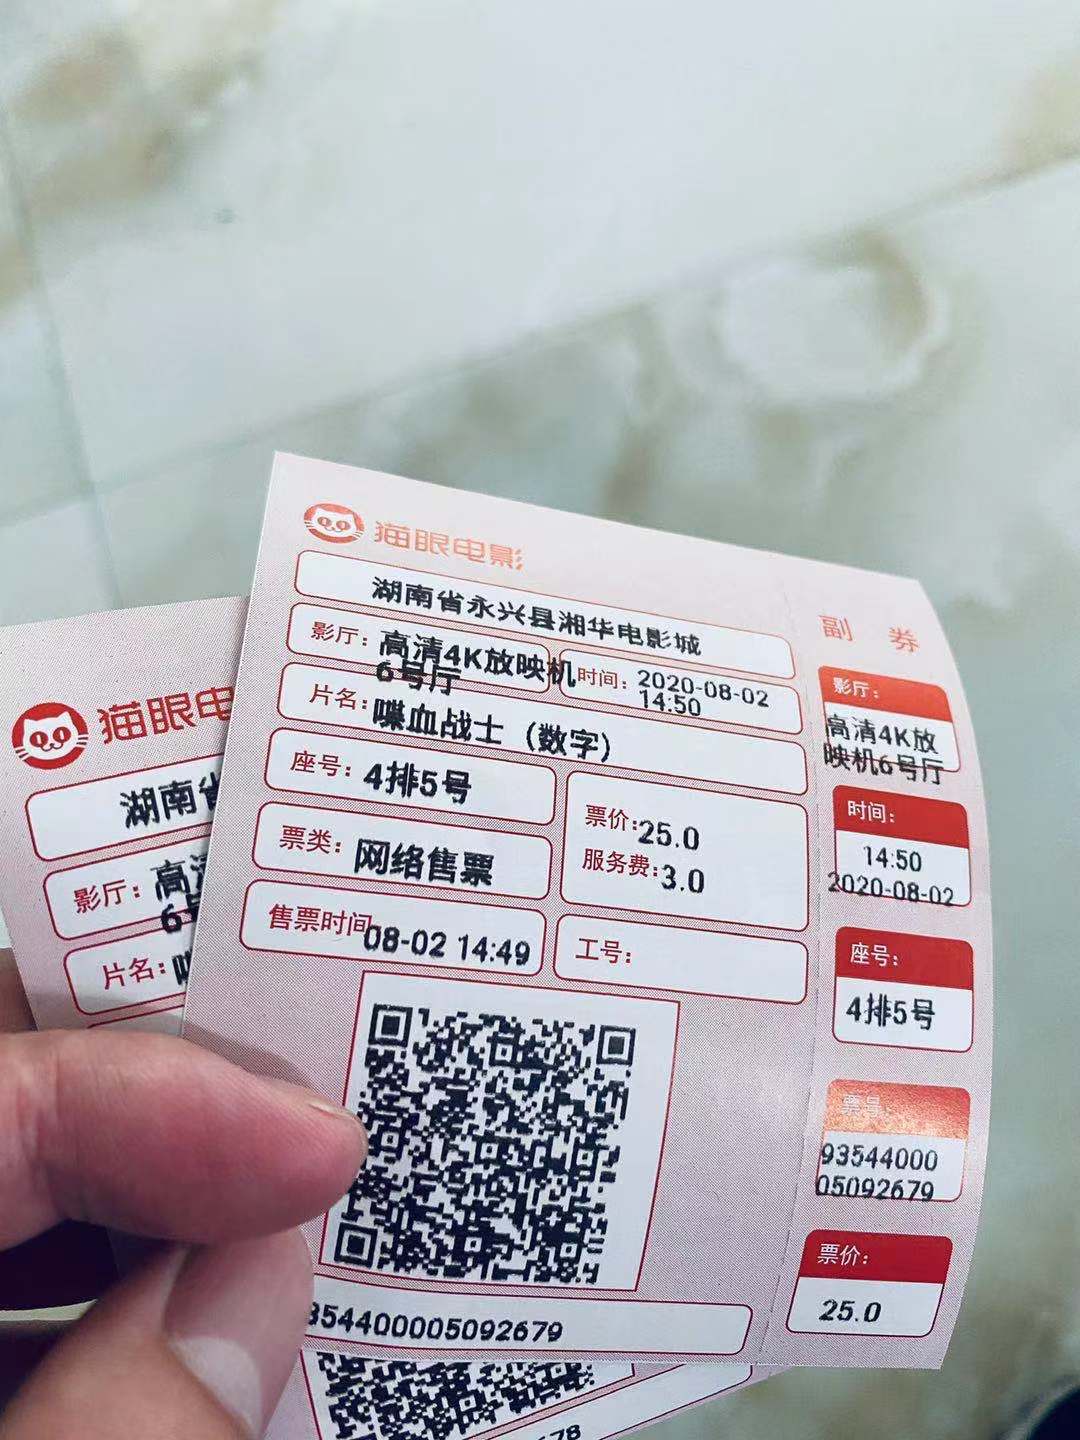 猫眼电影
湖南省永兴县湘华电影城
影厅：高清4K放映机
6号厅
时间：2020-08-02
14:50
片名：喋血战士（数字）
座号：4排5号
票价：25.0
服务费：3.0
票类：网络售票
售票时间 08-02 14:49
工号：
354400005092679
副 券
影厅：
高清4K放
映机6号厅
时间：
14:50
2020-08-02
座号：
4排5号
票号：
93544000
05092679
票价：
25.0
猫眼电
湖南省
影厅：高清
6号
片名：喋
78